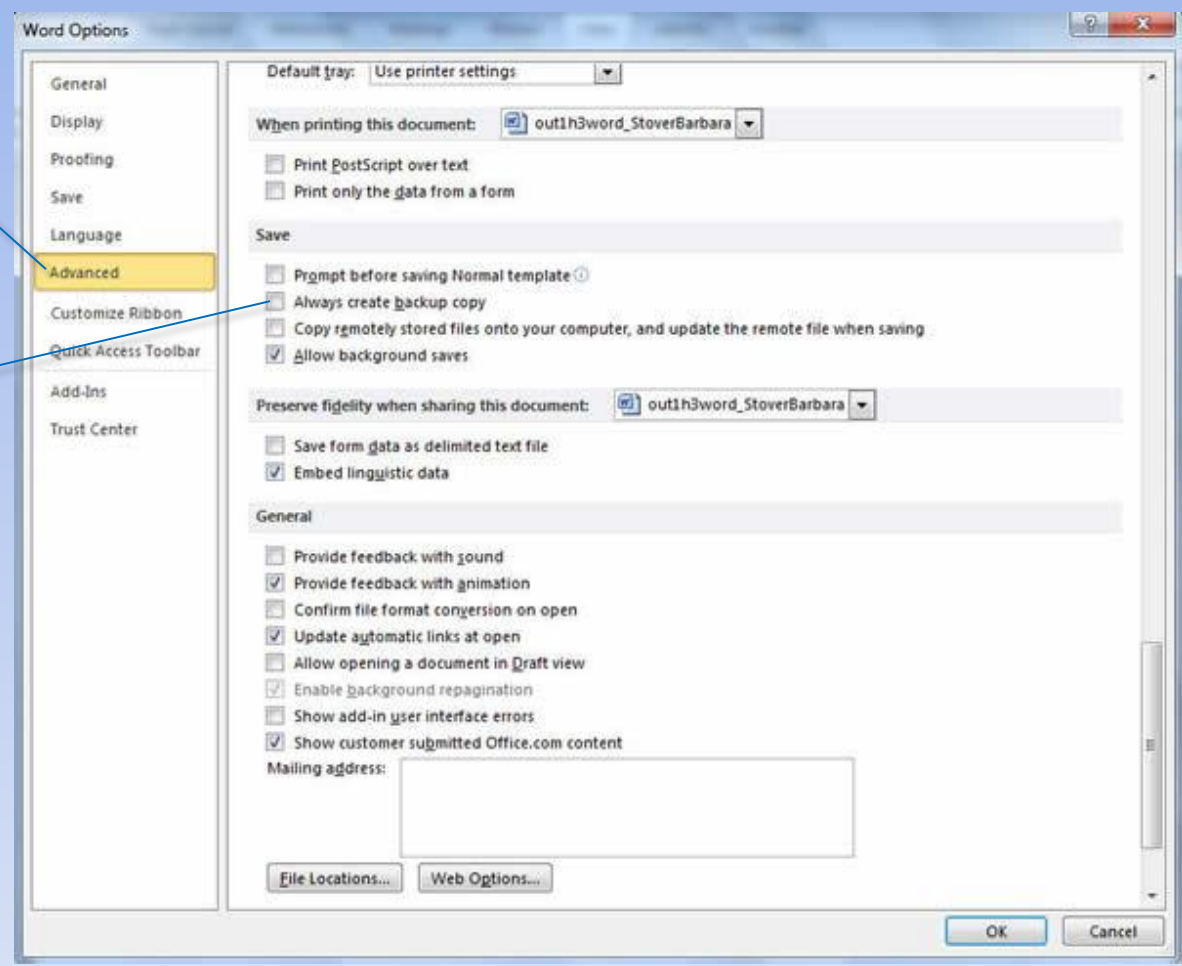 Word Options
General
Display
Proofing
Save
Language
Advanced
Customize Ribbon
Quick Access Toolbar
Add-Ins
Trust Center
Default tray: Use printer settings
When printing this document: out1h3word_StoverBarbara
Print PostScript over text
Print only the data from a form
Save
Prompt before saving Normal template
Always create backup copy
Copy remotely stored files onto your computer, and update the remote file when saving
Allow background saves
Preserve fidelity when sharing this document: out1h3word_StoverBarbara
Save form data as delimited text file
Embed linguistic data
General
Provide feedback with sound
Provide feedback with animation
Confirm file format conversion on open
Update automatic links at open
Allow opening a document in Draft view
Enable background repagination
Show add-in user interface errors
Show customer submitted Office.com content
Mailing address:
File Locations... Web Options...
OK Cancel